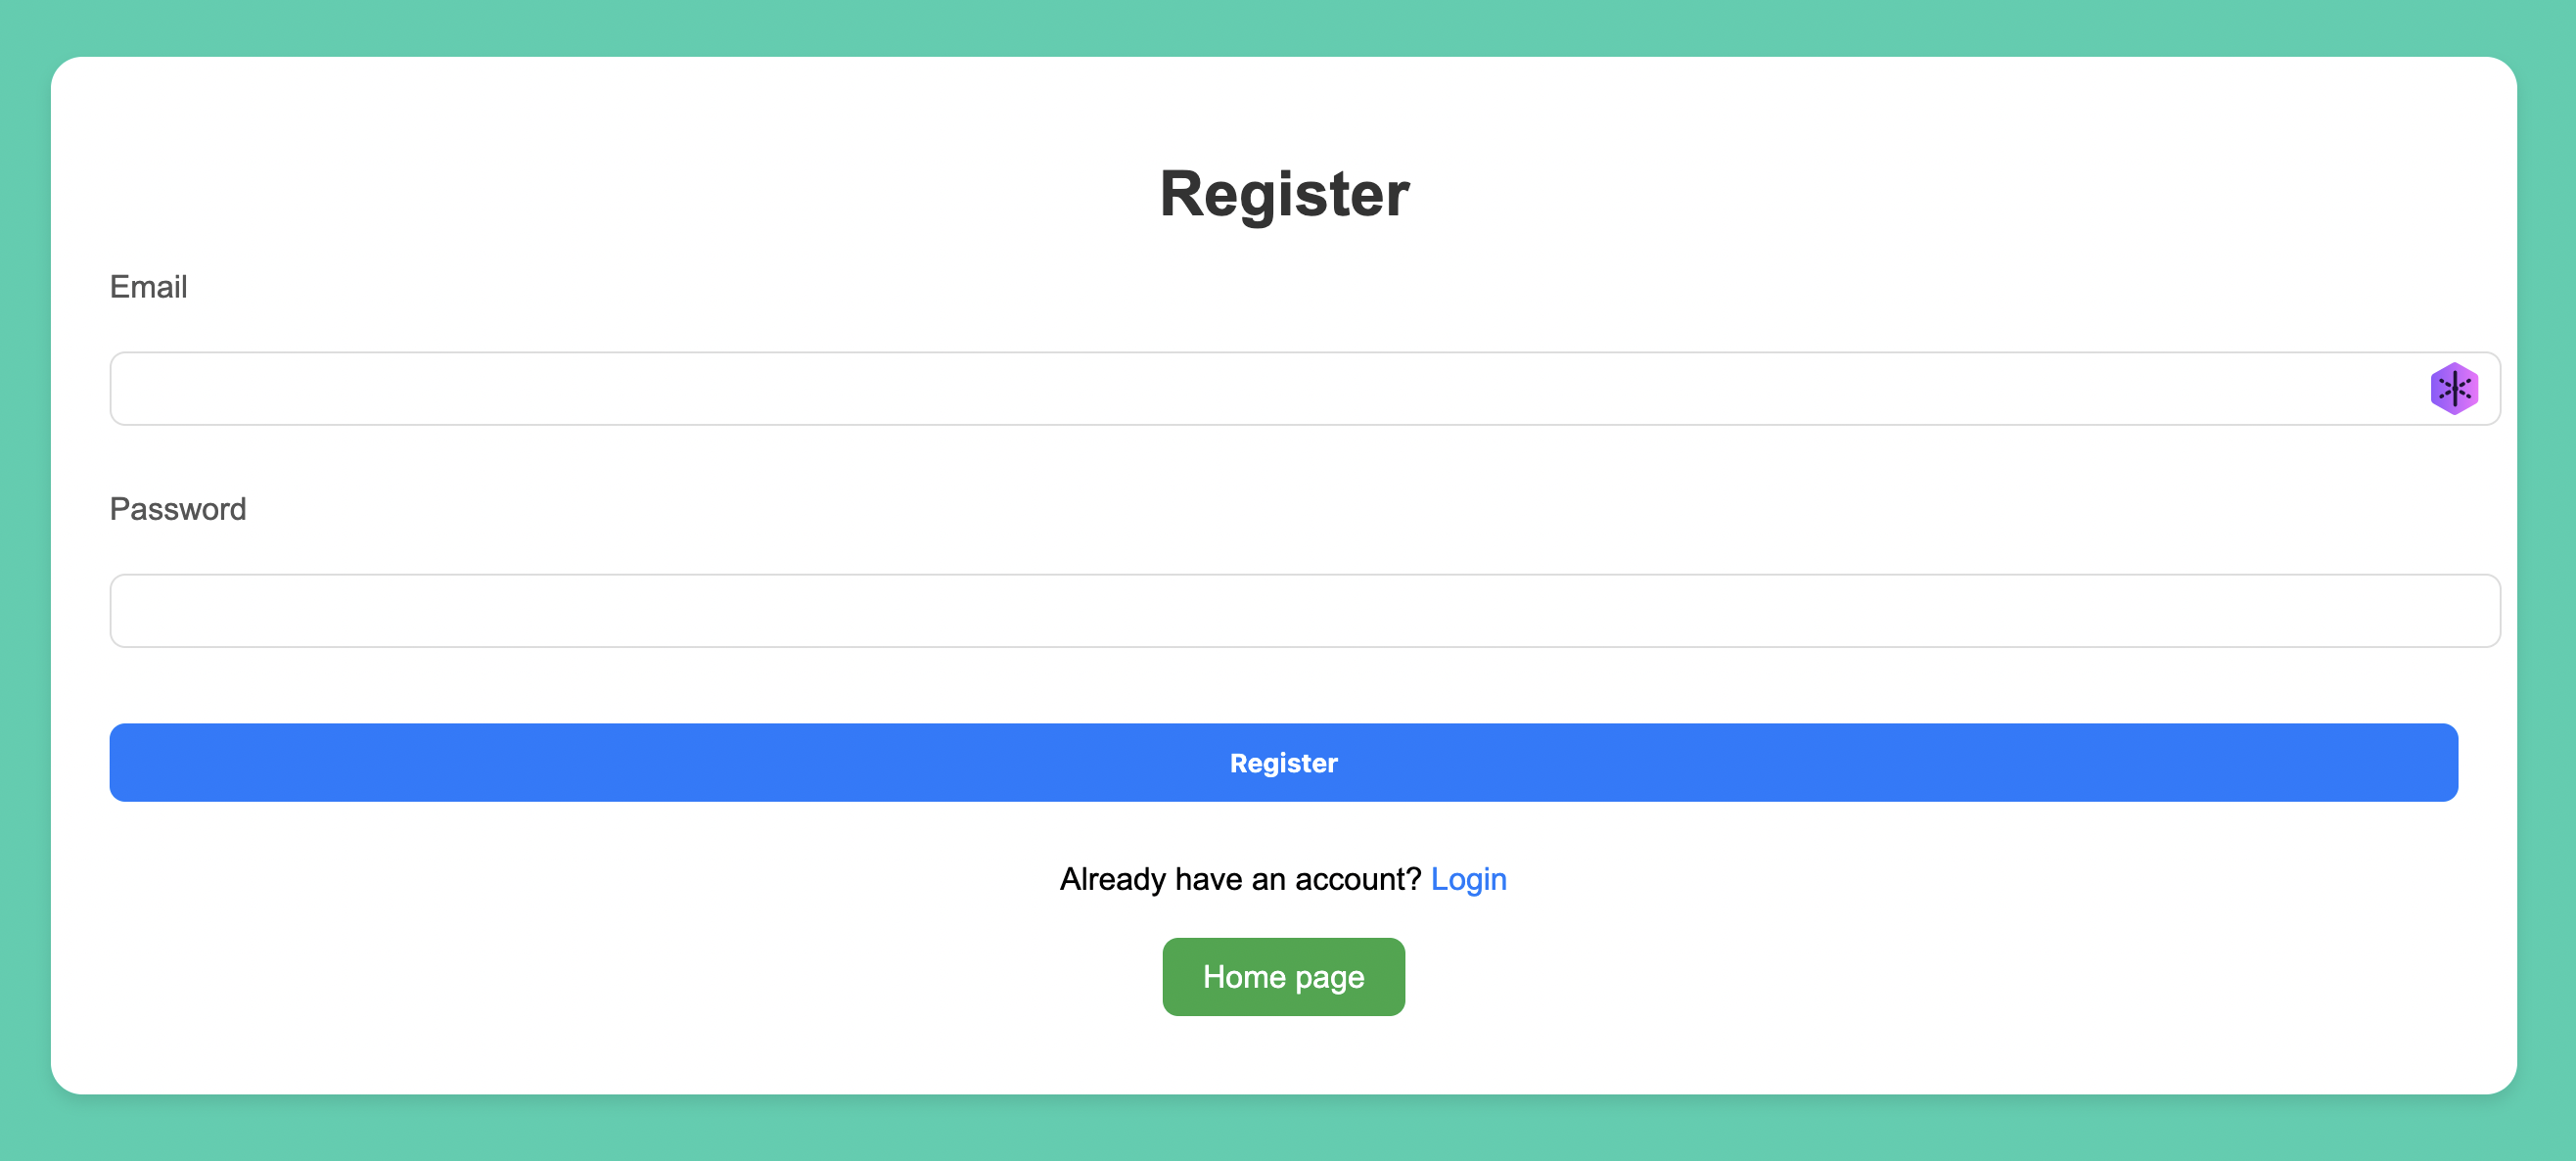 Register
Email
Password
Register
Already have an account? Login
Home page